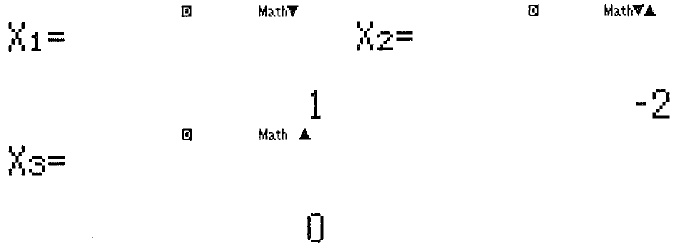 D Math▼
X₁=
1
D Math▼▲
X₂=
-2
D Math ▲
X₃=
0